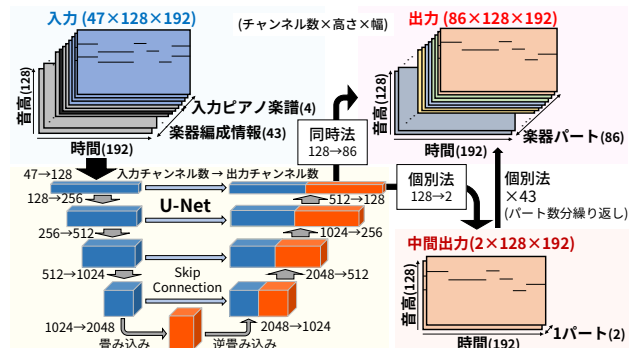 入力 (47×128×192)
(チャンネル数×高さ×幅)
出力 (86×128×192)
音高(128)
入力ピアノ楽譜(4)
楽器編成情報(43)
時間(192)
同時法
128→86
音高(128)
楽器パート(86)
時間(192)
47→128
入力チャンネル数 → 出力チャンネル数
128→256
U-Net
512→128
256→512
1024→256
512→1024
Skip
Connection
2048→512
1024→2048
畳み込み
逆畳み込み
2048→1024
個別法
128→2
個別法
×43
(パート数分繰り返し)
中間出力(2×128×192)
音高(128)
1パート(2)
時間(192)